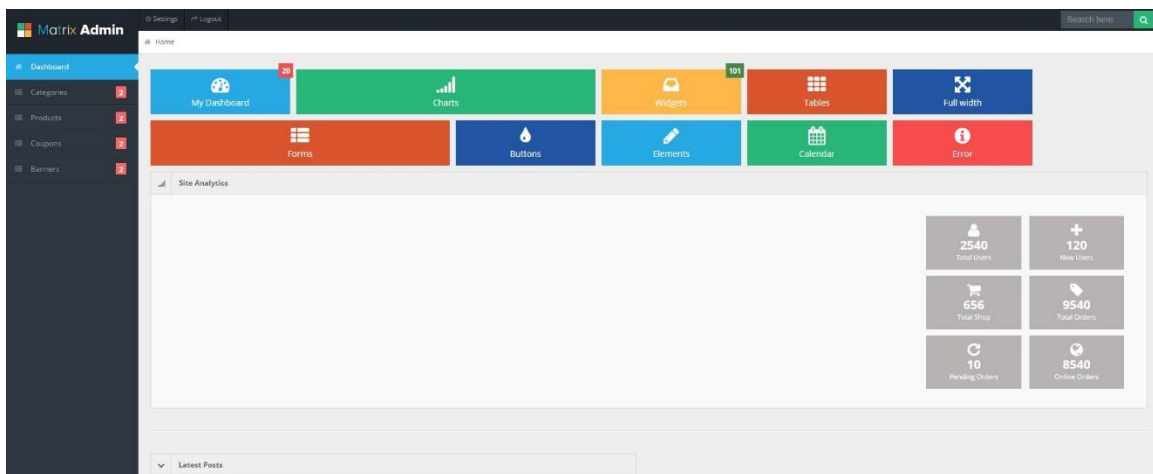 Matrix Admin
Settings Logout
Search here
Home
Dashboard
Categories 2
Products 2
Coupons 2
Banners 2
20
My Dashboard
Charts
101
Widgets
Tables
Full width
Forms
Buttons
Elements
Calendar
Error
Site Analytics
2540
Total Users
120
New Users
656
Total Shop
9540
Total Orders
10
Pending Orders
8540
Online Orders
Latest Posts